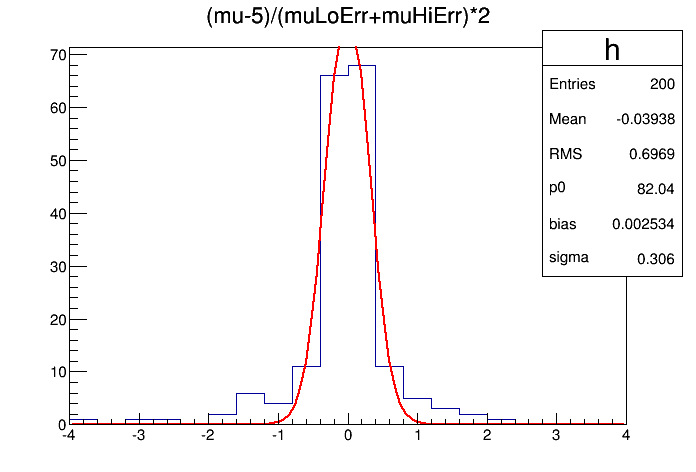 (mu-5)/(muLoErr+muHiErr)*2
h
Entries 200
Mean -0.03938
RMS 0.6969
p0 82.04
bias 0.002534
sigma 0.306
70
60
50
40
30
20
10
0
-4 -3 -2 -1 0 1 2 3 4